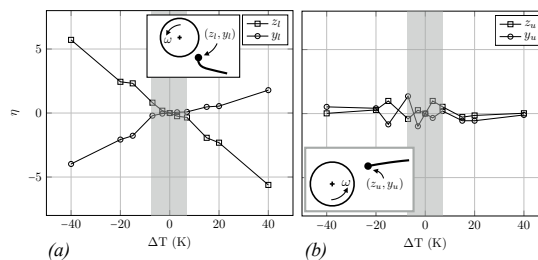 5
0
−5
η
−40 −20 0 20 40
ΔT (K)
(a)
z_l
y_l
ω
(z_l, y_l)
−40 −20 0 20 40
ΔT (K)
(b)
z_u
y_u
ω
(z_u, y_u)